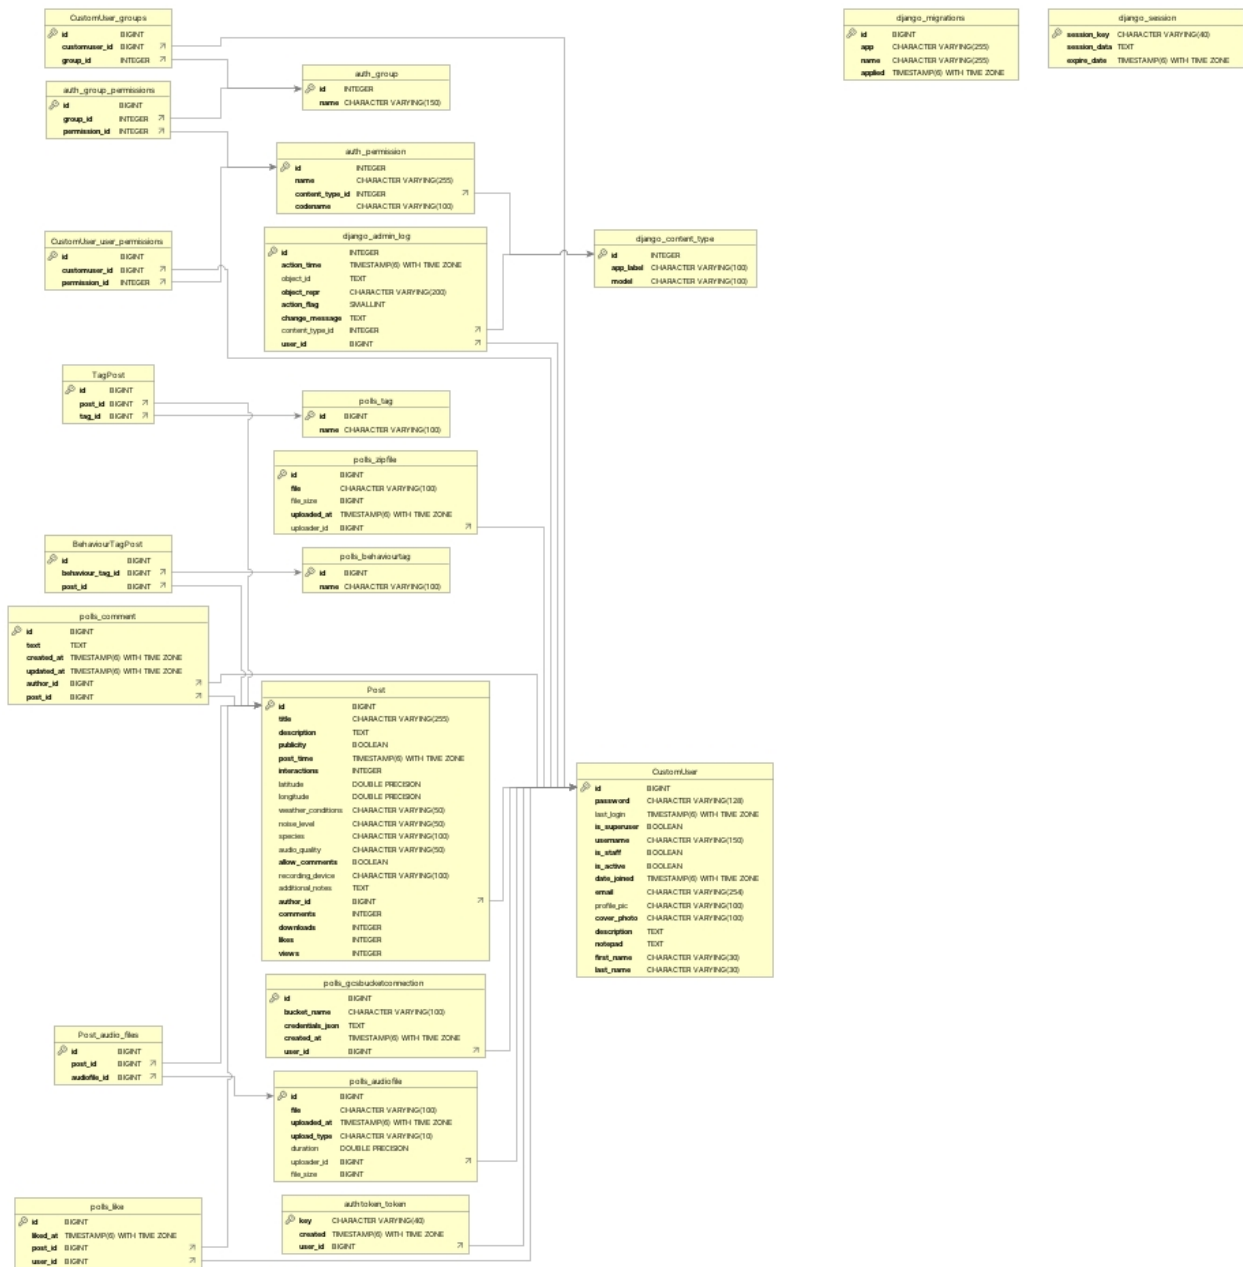 CustomUser_groups
id BIGINT
customuser_id BIGINT
group_id INTEGER
auth_group_permissions
id BIGINT
group_id INTEGER
permission_id INTEGER
CustomUser_user_permissions
id BIGINT
customuser_id BIGINT
permission_id INTEGER
TagPost
id BIGINT
post_id BIGINT
tag_id BIGINT
BehaviourTagPost
id BIGINT
behaviour_tag_id BIGINT
post_id BIGINT
polls_comment
id BIGINT
text TEXT
created_at TIMESTAMP(6) WITH TIME ZONE
updated_at TIMESTAMP(6) WITH TIME ZONE
author_id BIGINT
post_id BIGINT
Post_audio_files
id BIGINT
post_id BIGINT
audiofile_id BIGINT
polls_like
id BIGINT
liked_at TIMESTAMP(6) WITH TIME ZONE
post_id BIGINT
user_id BIGINT
auth_group
id INTEGER
name CHARACTER VARYING(150)
auth_permission
id INTEGER
name CHARACTER VARYING(255)
content_type_id INTEGER
codename CHARACTER VARYING(100)
django_admin_log
id INTEGER
action_time TIMESTAMP(6) WITH TIME ZONE
object_id TEXT
object_repr CHARACTER VARYING(200)
action_flag SMALLINT
change_message TEXT
content_type_id INTEGER
user_id BIGINT
polls_tag
id BIGINT
name CHARACTER VARYING(100)
polls_zipfile
id BIGINT
file CHARACTER VARYING(100)
file_size BIGINT
uploaded_at TIMESTAMP(6) WITH TIME ZONE
uploader_id BIGINT
polls_behaviourtag
id BIGINT
name CHARACTER VARYING(100)
Post
id BIGINT
title CHARACTER VARYING(255)
description TEXT
publicity BOOLEAN
post_time TIMESTAMP(6) WITH TIME ZONE
interactions INTEGER
latitude DOUBLE PRECISION
longitude DOUBLE PRECISION
weather_conditions CHARACTER VARYING(50)
noise_level CHARACTER VARYING(50)
species CHARACTER VARYING(100)
audio_quality CHARACTER VARYING(50)
allow_comments BOOLEAN
recording_device CHARACTER VARYING(100)
additional_notes TEXT
author_id BIGINT
comments INTEGER
downloads INTEGER
likes INTEGER
views INTEGER
polls_gcsbucketconnection
id BIGINT
bucket_name CHARACTER VARYING(100)
credentials_json TEXT
created_at TIMESTAMP(6) WITH TIME ZONE
user_id BIGINT
polls_audiofile
id BIGINT
file CHARACTER VARYING(100)
uploaded_at TIMESTAMP(6) WITH TIME ZONE
upload_type CHARACTER VARYING(10)
duration DOUBLE PRECISION
uploader_id BIGINT
file_size BIGINT
authtoken_token
key CHARACTER VARYING(40)
created TIMESTAMP(6) WITH TIME ZONE
user_id BIGINT
django_content_type
id INTEGER
app_label CHARACTER VARYING(100)
model CHARACTER VARYING(100)
CustomUser
id BIGINT
password CHARACTER VARYING(128)
last_login TIMESTAMP(6) WITH TIME ZONE
is_superuser BOOLEAN
username CHARACTER VARYING(150)
is_staff BOOLEAN
is_active BOOLEAN
date_joined TIMESTAMP(6) WITH TIME ZONE
email CHARACTER VARYING(254)
profile_pic CHARACTER VARYING(100)
cover_photo CHARACTER VARYING(100)
description TEXT
notepad TEXT
first_name CHARACTER VARYING(30)
last_name CHARACTER VARYING(30)
django_migrations
id BIGINT
app CHARACTER VARYING(255)
name CHARACTER VARYING(255)
applied TIMESTAMP(6) WITH TIME ZONE
django_session
session_key CHARACTER VARYING(40)
session_data TEXT
expire_date TIMESTAMP(6) WITH TIME ZONE